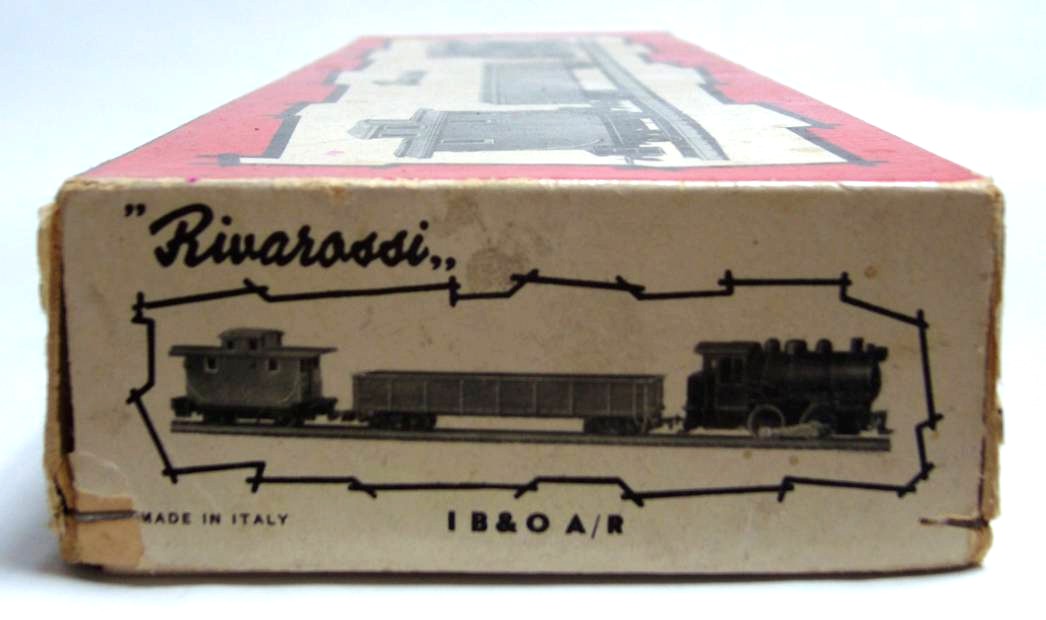 ”Rivarossi„
MADE IN ITALY
I B&O A/R